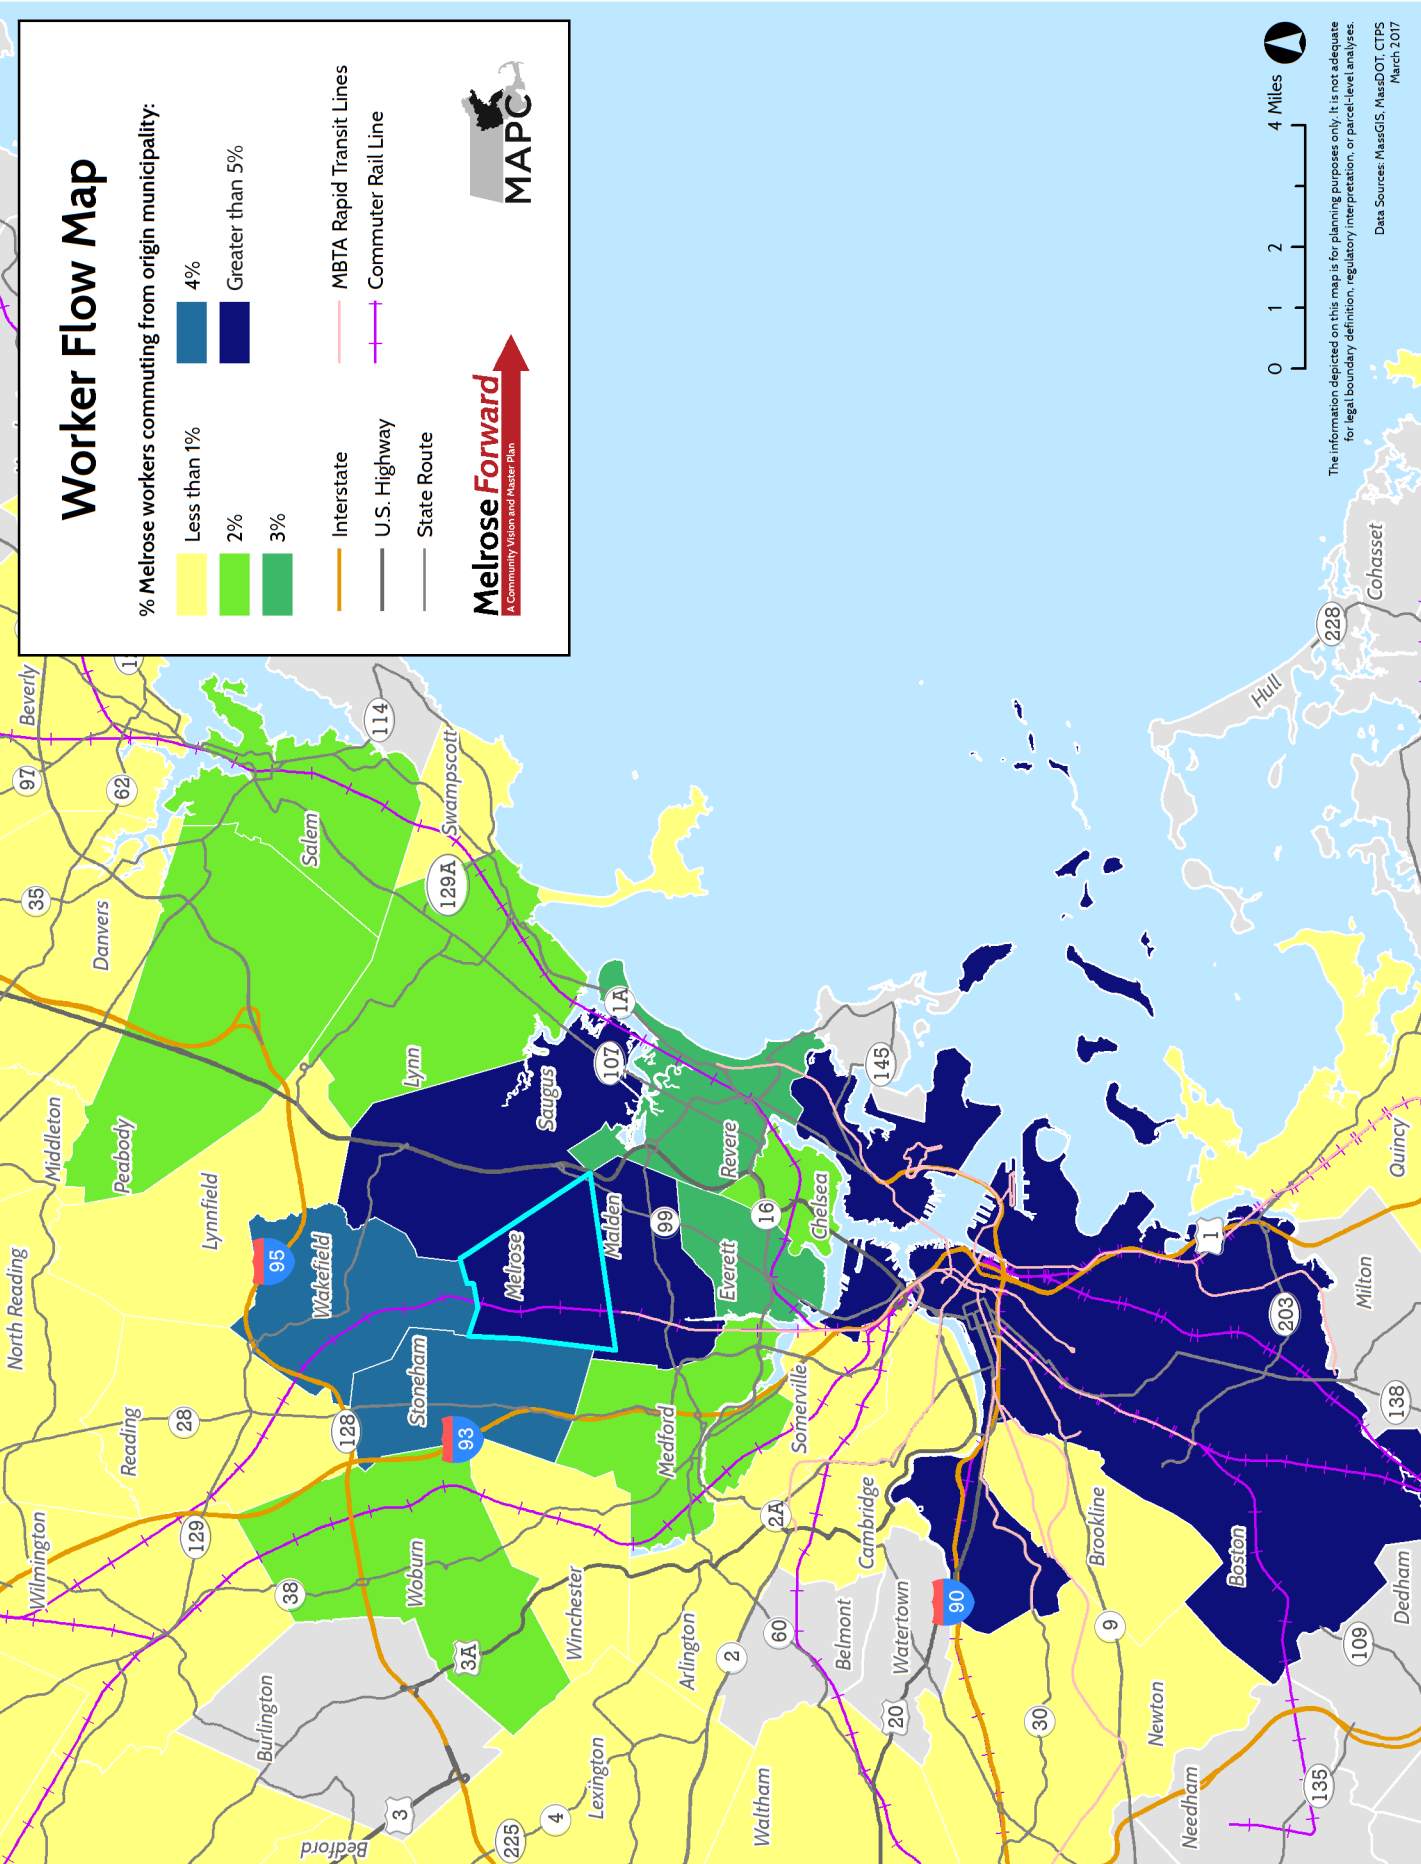 Worker Flow Map
% Melrose workers commuting from origin municipality:
Less than 1%
2%
3%
4%
Greater than 5%
Interstate
U.S. Highway
State Route
MBTA Rapid Transit Lines
Commuter Rail Line
Melrose Forward
A Community Vision and Master Plan
MAPC
Beverly
97
62
35
Danvers
114
Salem
Swampscott
129A
Middleton
Peabody
Lynn
Lynnfield
North Reading
95
Wakefield
Saugus
107
1A
Melrose
Malden
99
Revere
16
Chelsea
Everett
145
Reading
28
128
Stoneham
93
Medford
Somerville
Wilmington
129
38
Woburn
3A
Winchester
Arlington
2A
Cambridge
2
60
Belmont
Watertown
20
90
Brookline
9
30
Newton
Boston
1
203
Milton
138
Quincy
Dedham
109
Needham
135
Burlington
3
Bedford
225
4
Lexington
Waltham
Hull
228
Cohasset
0 1 2 4 Miles
The information depicted on this map is for planning purposes only. It is not adequate
for legal boundary definition, regulatory interpretation, or parcel-level analyses.
Data Sources: MassGIS, MassDOT, CTPS
March 2017